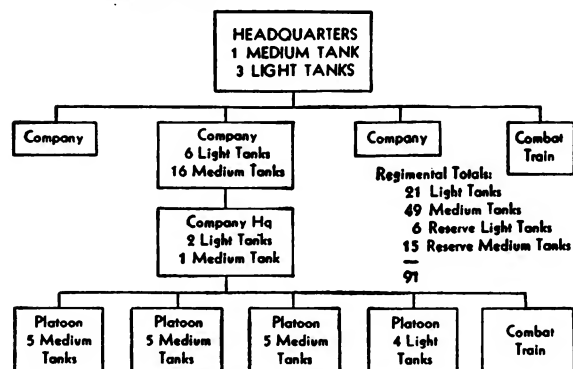 HEADQUARTERS
1 MEDIUM TANK
3 LIGHT TANKS
Company
Company
6 Light Tanks
16 Medium Tanks
Company
Combat
Train
Regimental Totals:
21 Light Tanks
49 Medium Tanks
6 Reserve Light Tanks
15 Reserve Medium Tanks
91
Company Hq
2 Light Tanks
1 Medium Tank
Platoon
5 Medium
Tanks
Platoon
5 Medium
Tanks
Platoon
5 Medium
Tanks
Platoon
4 Light
Tanks
Combat
Train